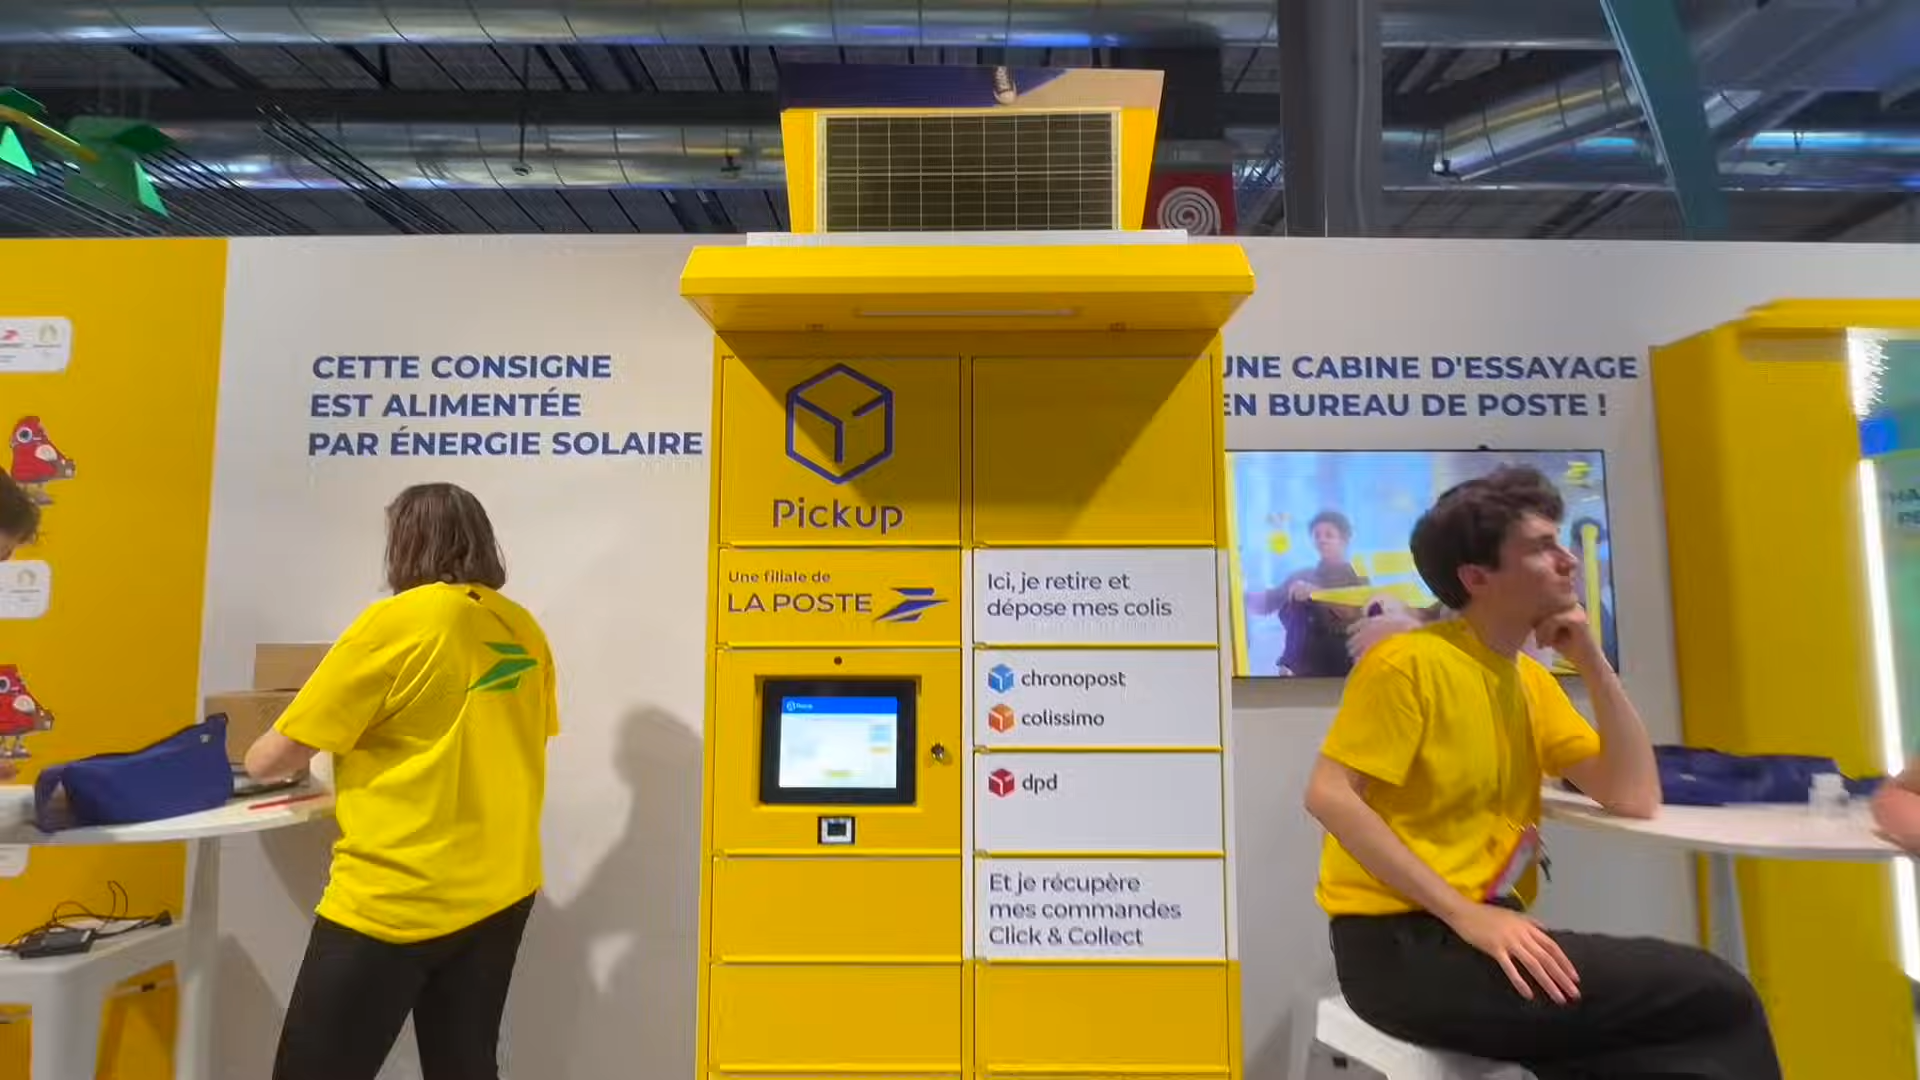 CETTE CONSIGNE
EST ALIMENTÉE
PAR ÉNERGIE SOLAIRE
Pickup
Une filiale de
LA POSTE
Ici, je retire et
dépose mes colis
chronopost
colissimo
dpd
Et je récupère
mes commandes
Click & Collect
UNE CABINE D'ESSAYAGE
EN BUREAU DE POSTE !